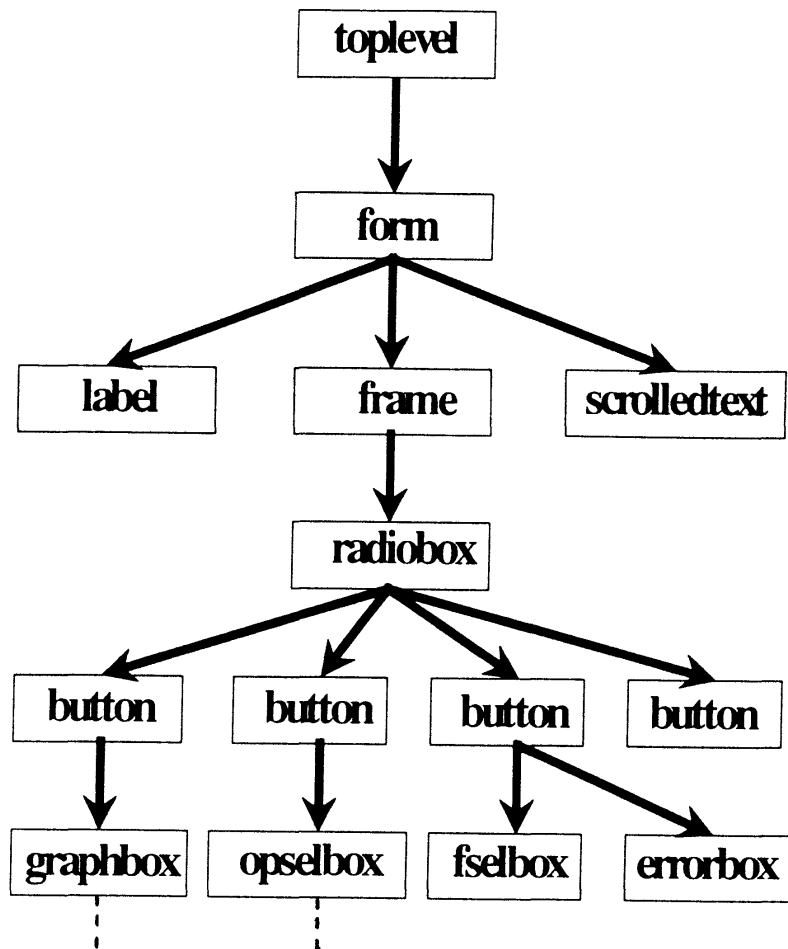 toplevel
form
label
frame
scrolledtext
radiobox
button
button
button
button
graphbox
opselbox
fselbox
errorbox